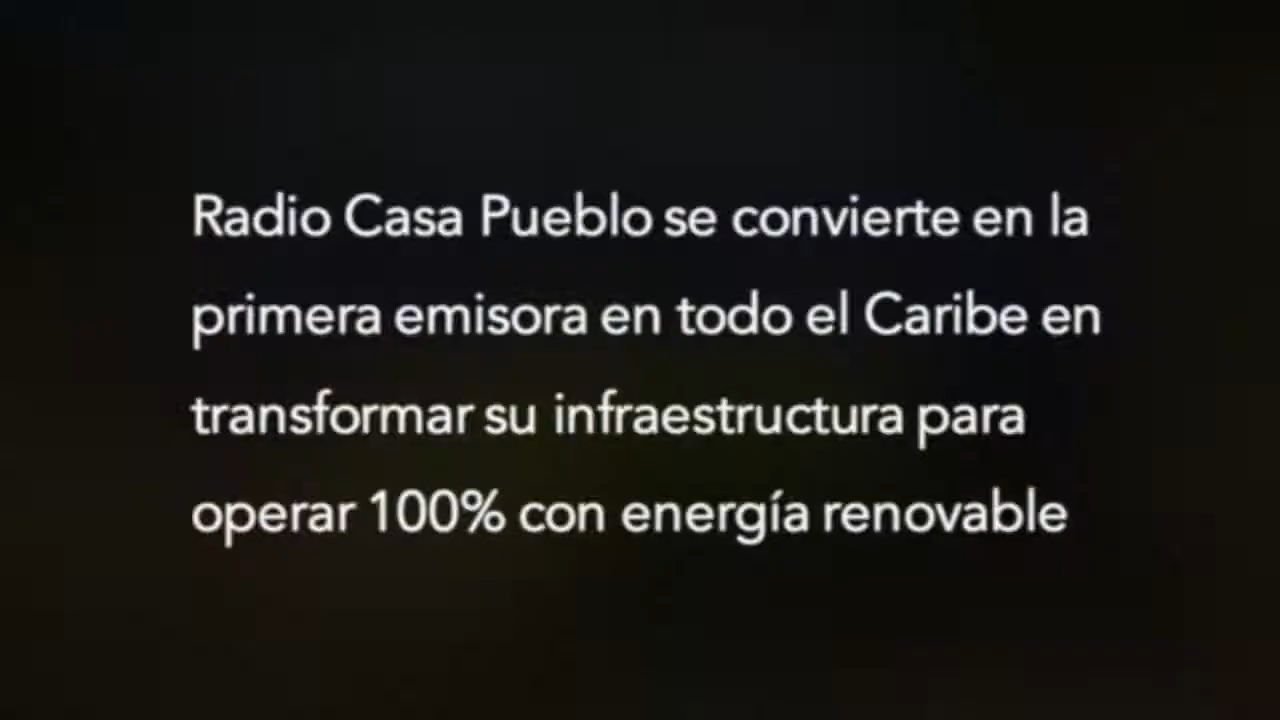 Radio Casa Pueblo se convierte en la
primera emisora en todo el Caribe en
transformar su infraestructura para
operar 100% con energía renovable